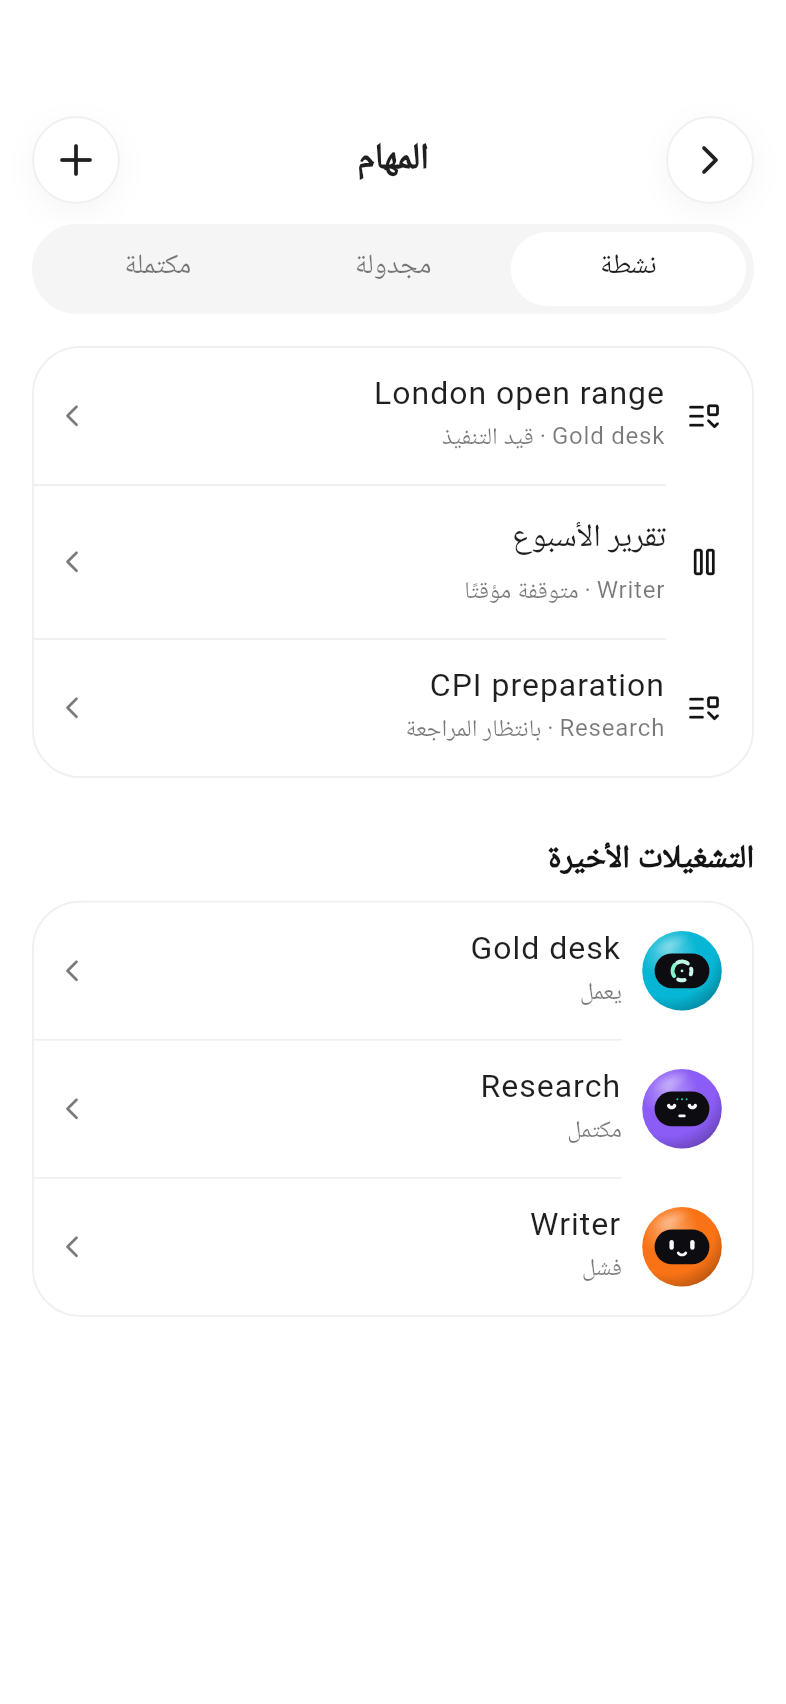 المهام
نشطة
مجدولة
مكتملة
London open range
Gold desk · قيد التنفيذ
تقرير الأسبوع
Writer · متوقفة مؤقتًا
CPI preparation
Research · بانتظار المراجعة
التشغيلات الأخيرة
Gold desk
يعمل
Research
مكتمل
Writer
فشل